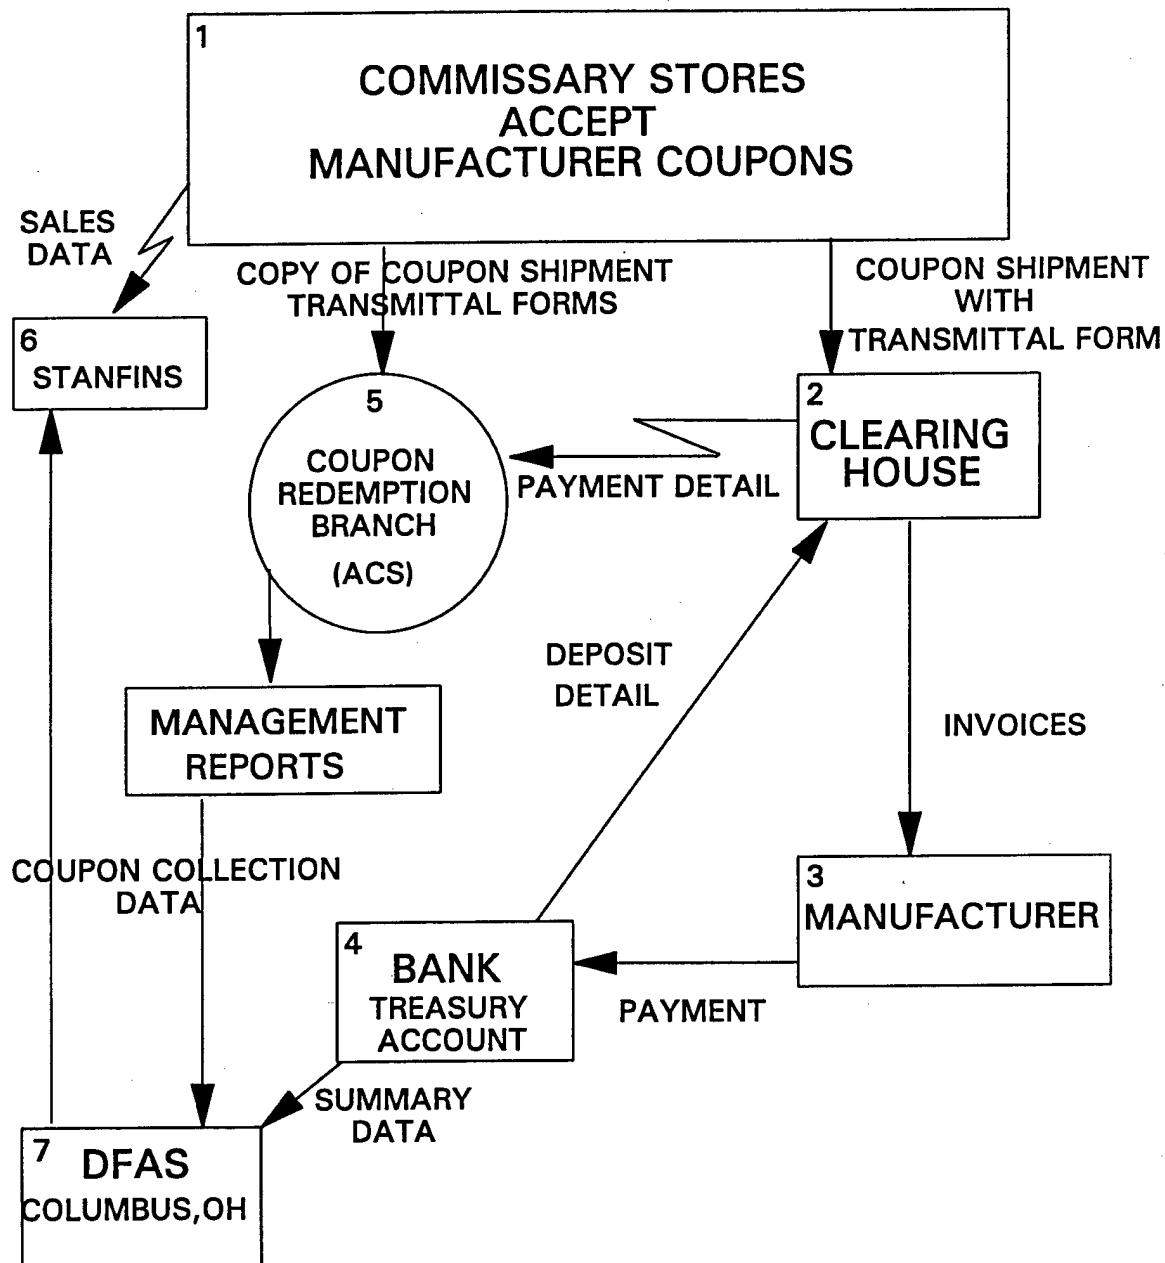 1
COMMISSARY STORES
ACCEPT
MANUFACTURER COUPONS
SALES
DATA
COPY OF COUPON SHIPMENT
TRANSMITTAL FORMS
COUPON SHIPMENT
WITH
TRANSMITTAL FORM
6
STANFINS
5
COUPON
REDEMPTION
BRANCH
(ACS)
PAYMENT DETAIL
2
CLEARING
HOUSE
DEPOSIT
DETAIL
INVOICES
MANAGEMENT
REPORTS
COUPON COLLECTION
DATA
3
MANUFACTURER
4
BANK
TREASURY
ACCOUNT
PAYMENT
SUMMARY
DATA
7
DFAS
COLUMBUS,OH